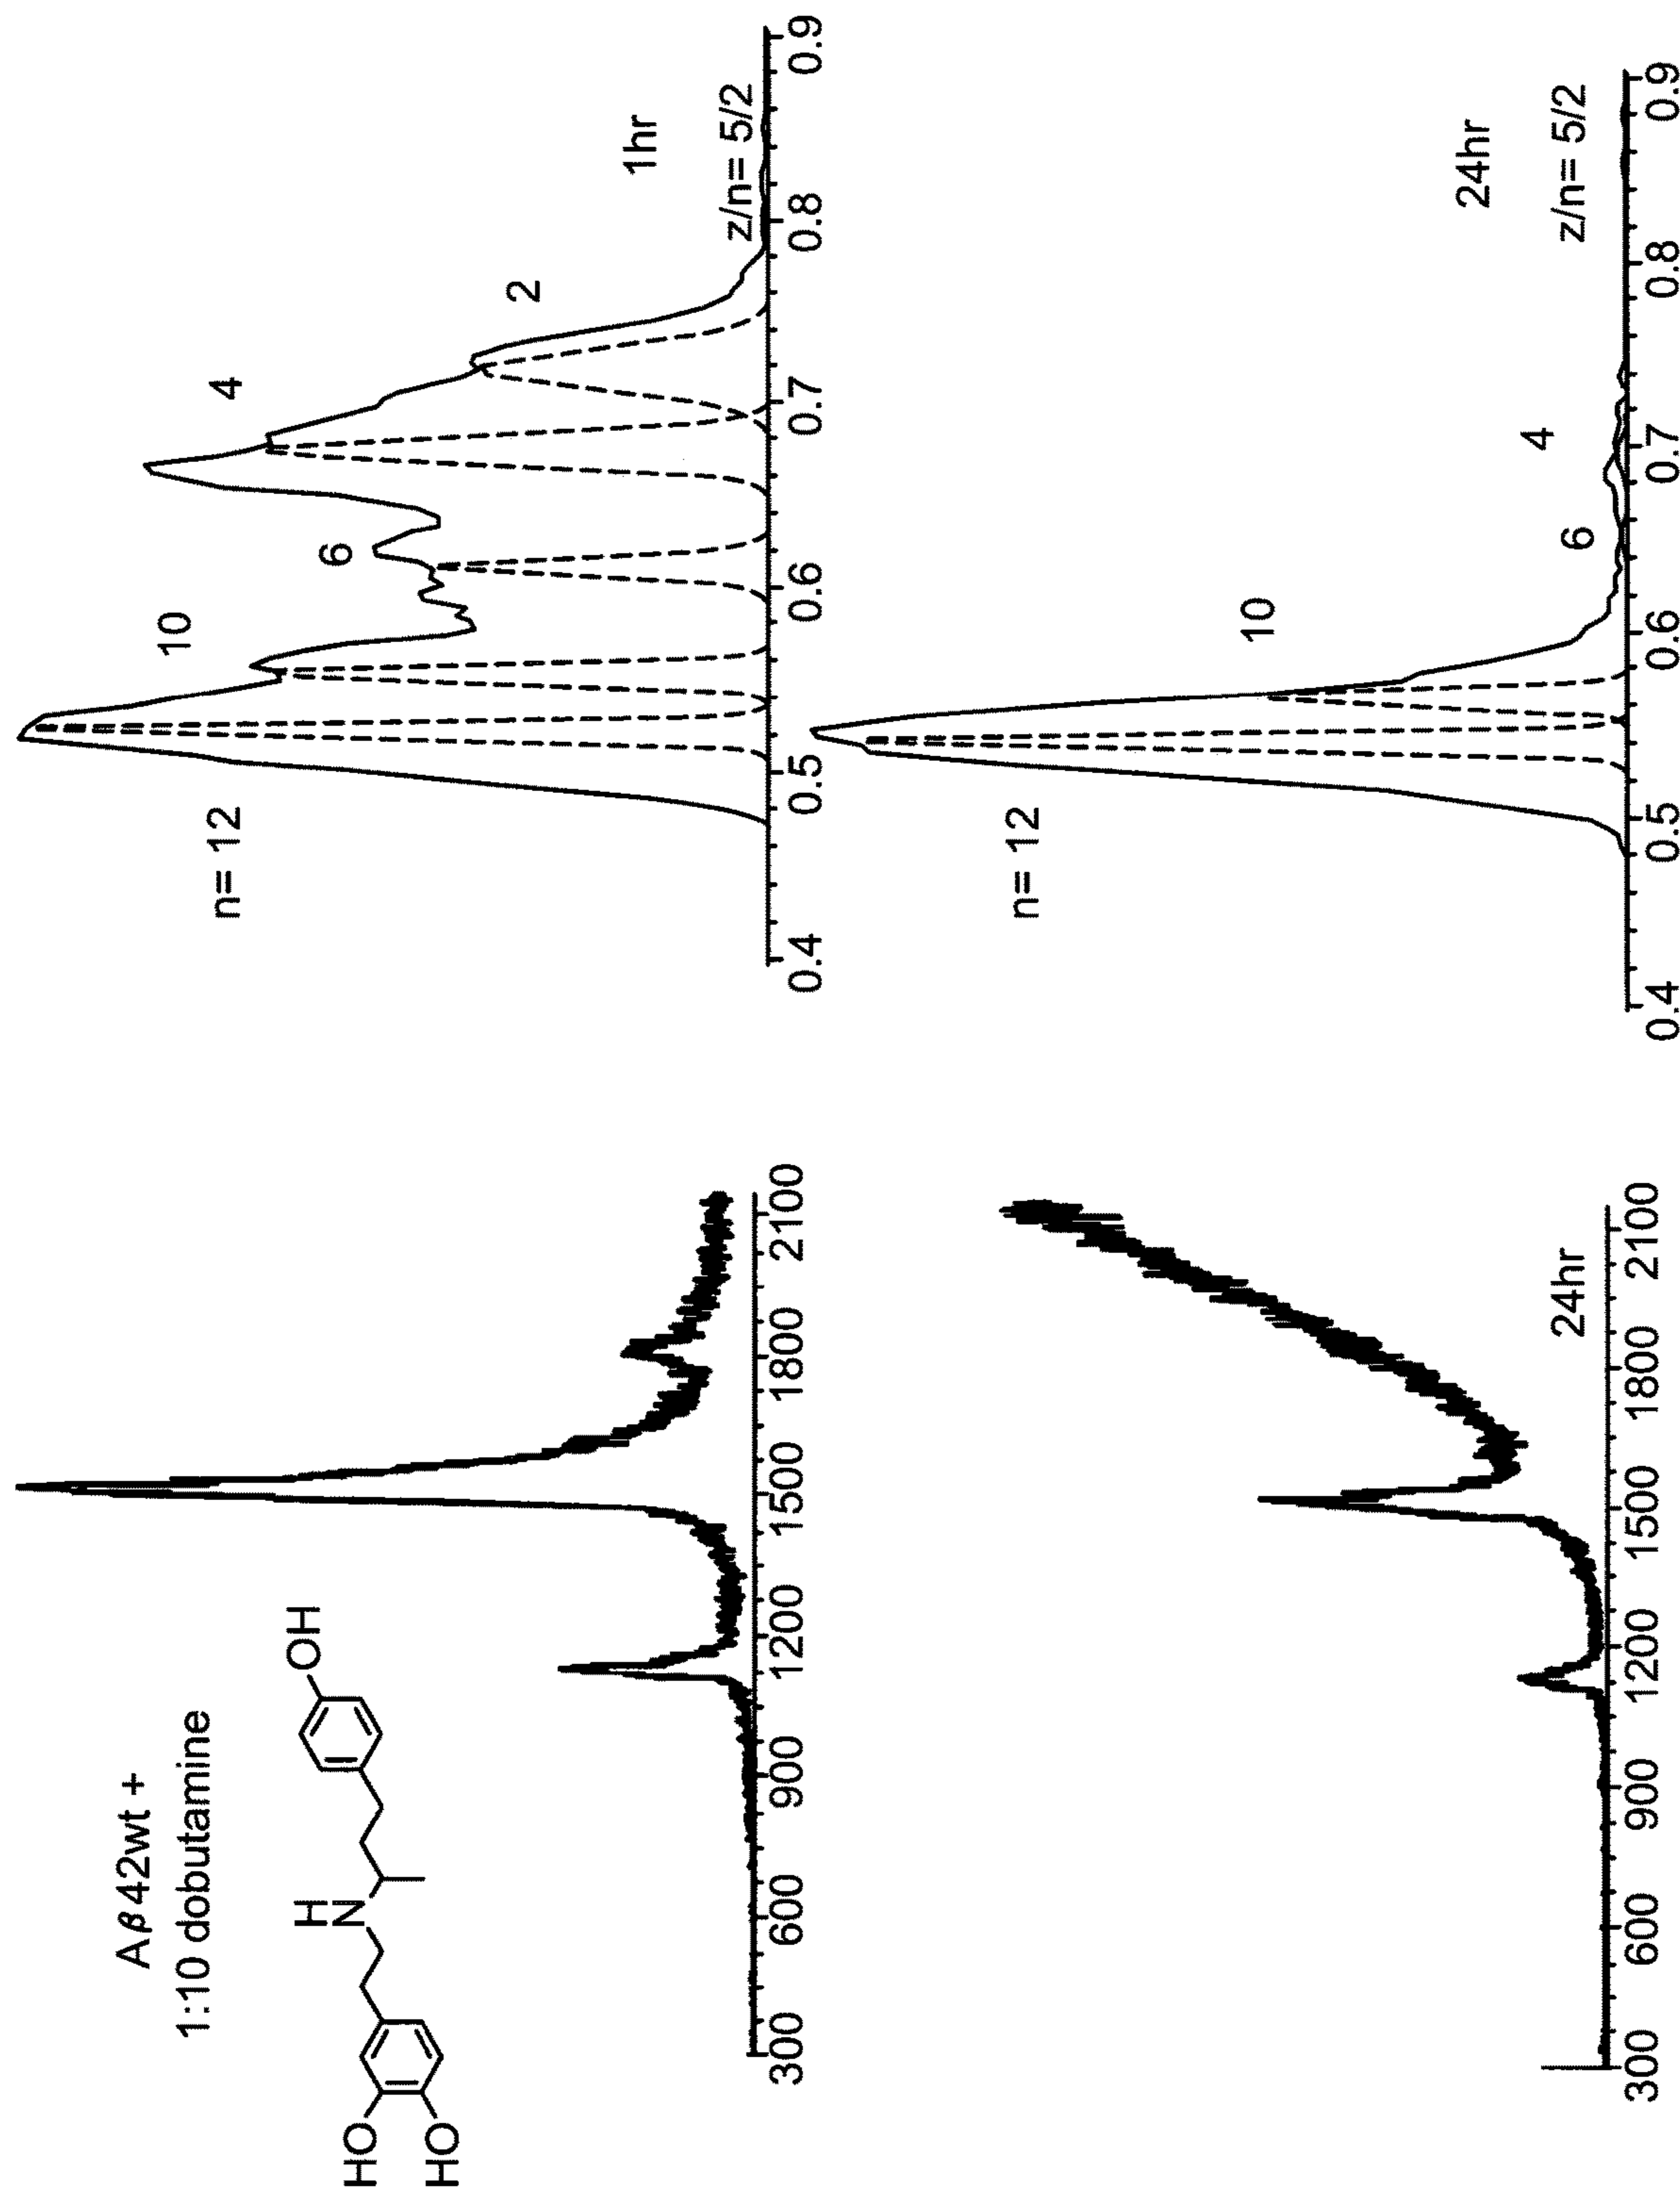 Aβ42wt +
1:10 dobutamine
HO
HO
H
N
OH
300 600 900 1200 1500 1800 2100
n= 12
10
6
4
2
1hr
z/n= 5/2
0.4 0.5 0.6 0.7 0.8 0.9
24hr
300 600 900 1200 1500 1800 2100
n= 12
10
6
4
24hr
z/n= 5/2
0.4 0.5 0.6 0.7 0.8 0.9